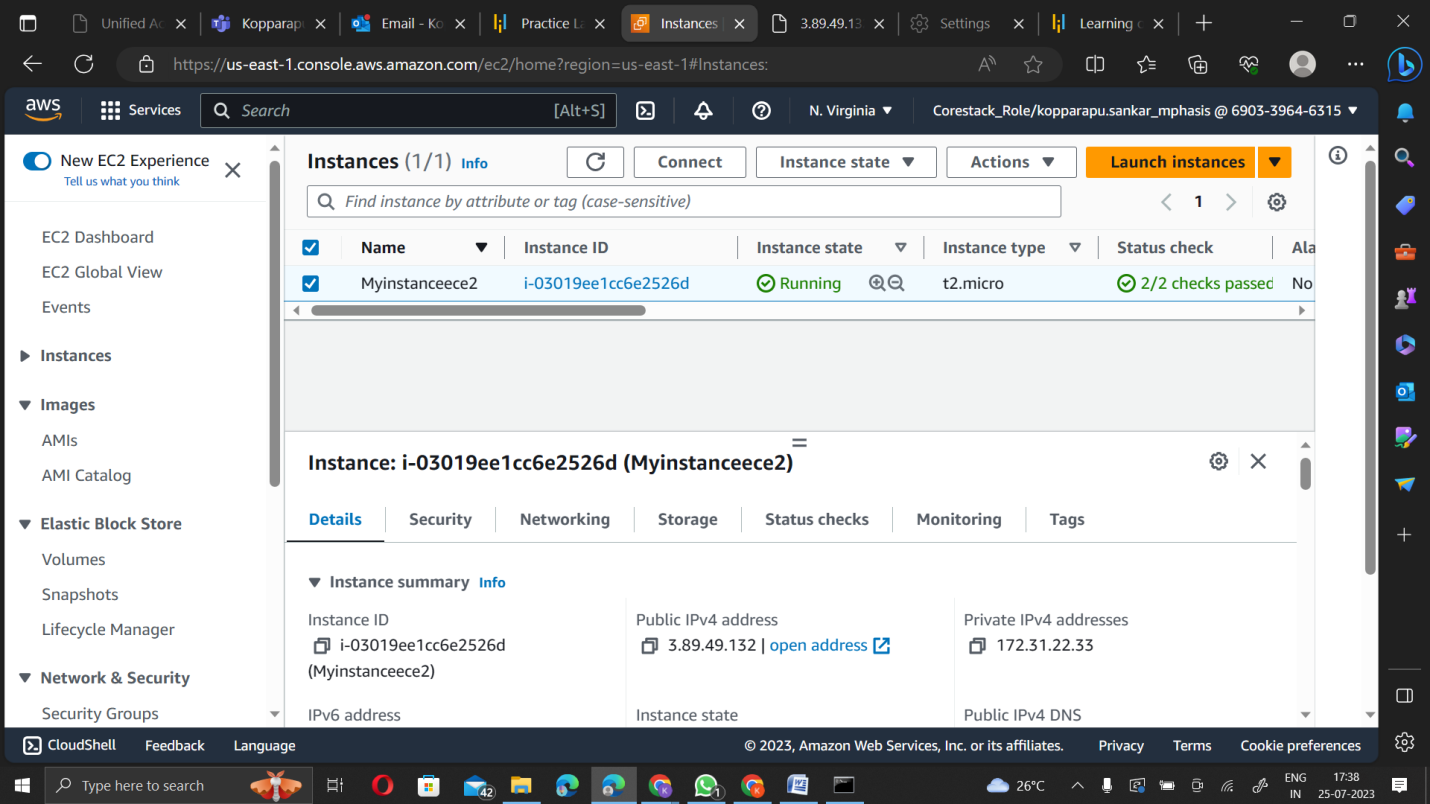 Unified Ac
Kopparap
Email - Ko
Practice La
Instances
3.89.49.13
Settings
Learning c
https://us-east-1.console.aws.amazon.com/ec2/home?region=us-east-1#Instances:
aws
Services
Search
[Alt+S]
N. Virginia
Corestack_Role/kopparapu.sankar_mphasis @ 6903-3964-6315
New EC2 Experience
Tell us what you think
EC2 Dashboard
EC2 Global View
Events
Instances
Images
AMIs
AMI Catalog
Elastic Block Store
Volumes
Snapshots
Lifecycle Manager
Network & Security
Security Groups
Instances (1/1) Info
Connect
Instance state
Actions
Launch instances
Find instance by attribute or tag (case-sensitive)
1
Name Instance ID Instance state Instance type Status check Ala
Myinstanceece2 i-03019ee1cc6e2526d Running t2.micro 2/2 checks passed No
Instance: i-03019ee1cc6e2526d (Myinstanceece2)
Details Security Networking Storage Status checks Monitoring Tags
Instance summary Info
Instance ID
i-03019ee1cc6e2526d
(Myinstanceece2)
Public IPv4 address
3.89.49.132 | open address
Private IPv4 addresses
172.31.22.33
IPv6 address
Instance state
Public IPv4 DNS
CloudShell Feedback Language
© 2023, Amazon Web Services, Inc. or its affiliates. Privacy Terms Cookie preferences
Type here to search
42
1
26°C
ENG
IN
17:38
25-07-2023